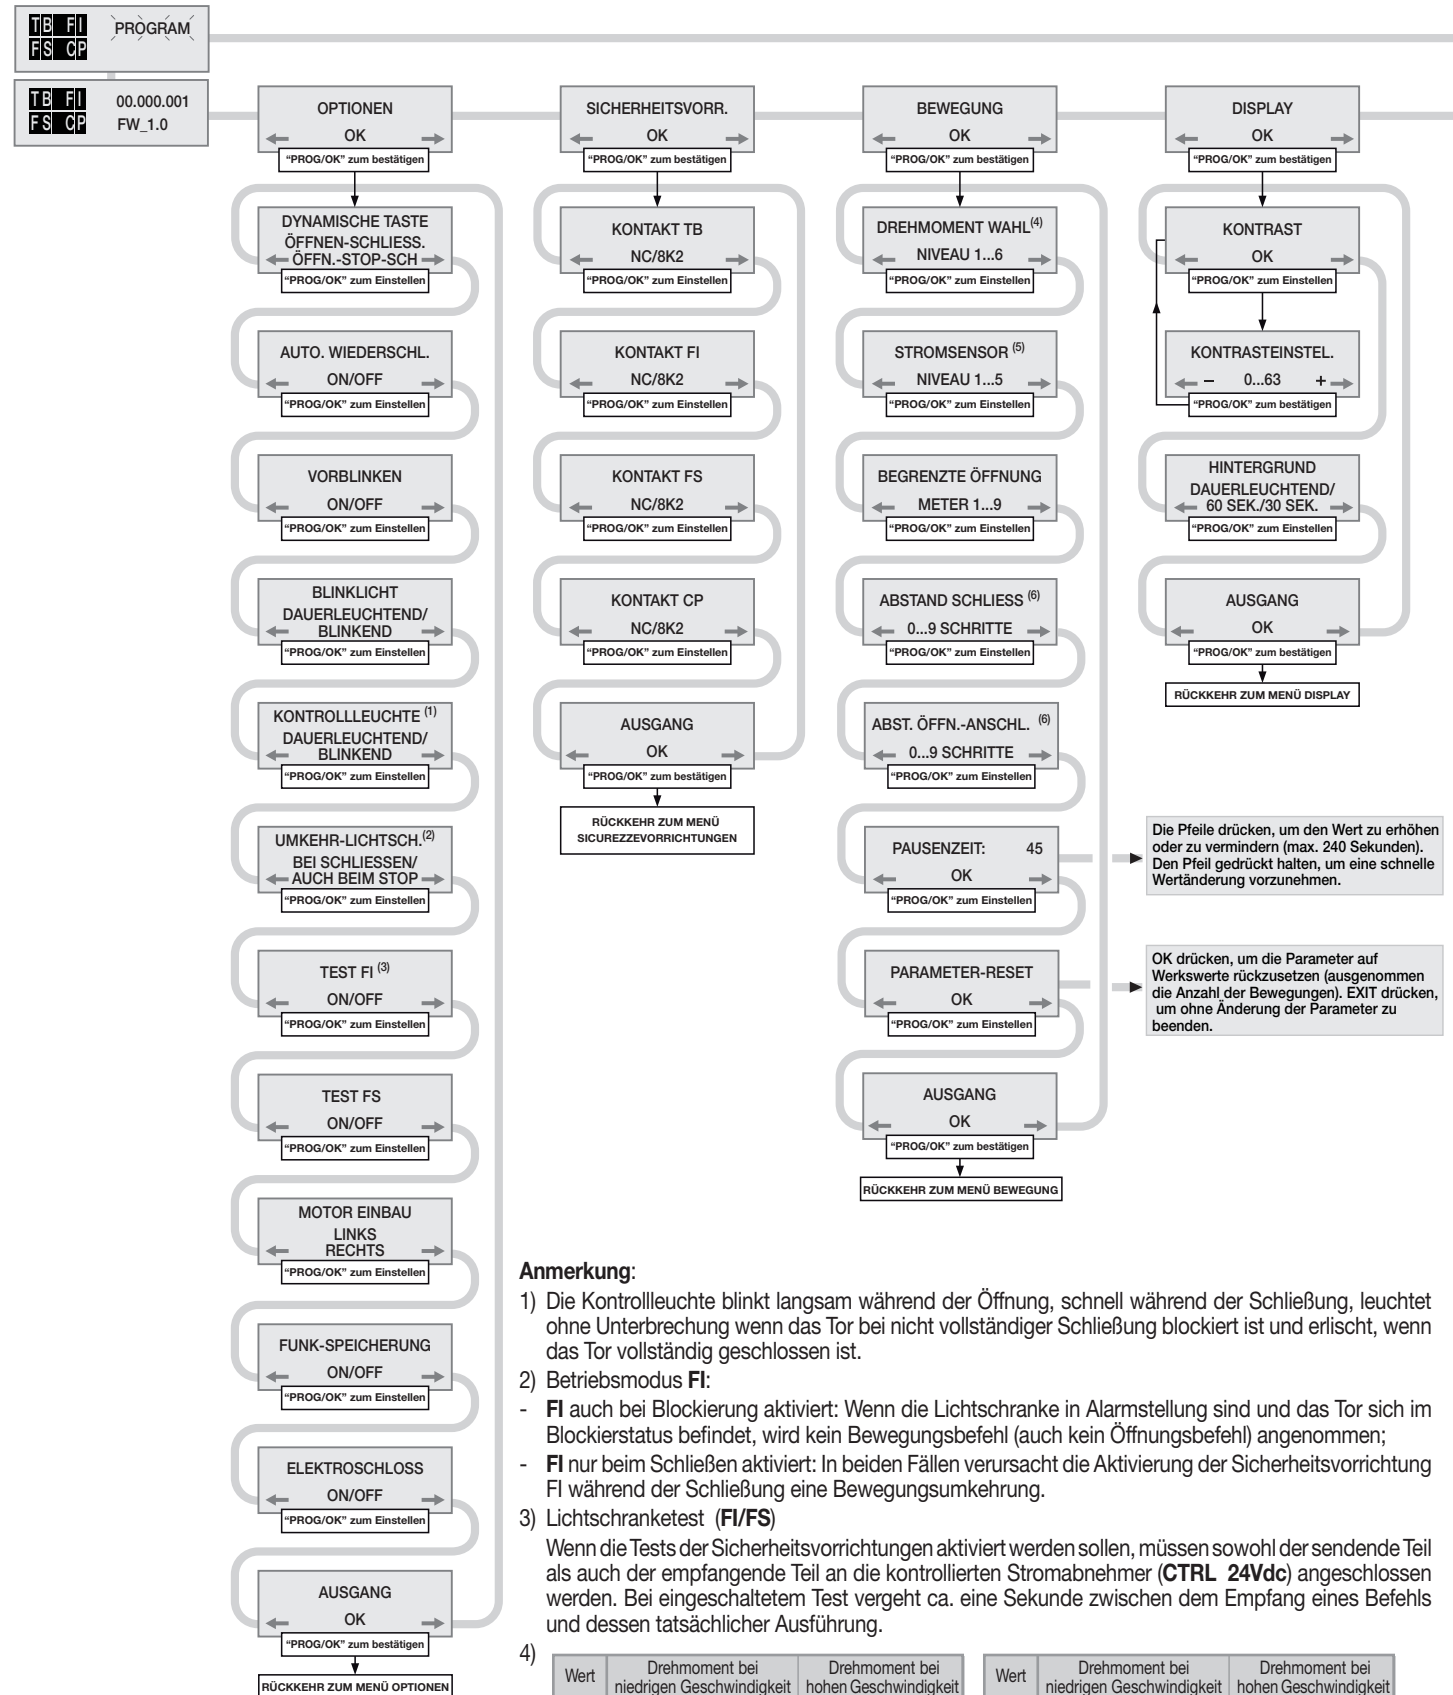 TB FI PROGRAM
FS CP
TB FI 00.000.001
FS CP FW_1.0
OPTIONEN
OK
“PROG/OK” zum bestätigen
DYNAMISCHE TASTE
ÖFFNEN-SCHLIESS.
ÖFFN.-STOP-SCH
“PROG/OK” zum Einstellen
AUTO. WIEDERSCHL.
ON/OFF
“PROG/OK” zum Einstellen
VORBLINKEN
ON/OFF
“PROG/OK” zum Einstellen
BLINKLICHT
DAUERLEUCHTEND/
BLINKEND
“PROG/OK” zum Einstellen
KONTROLLLEUCHTE (1)
DAUERLEUCHTEND/
BLINKEND
“PROG/OK” zum Einstellen
UMKEHR-LICHTSCH.(2)
BEI SCHLIESSEN/
AUCH BEIM STOP
“PROG/OK” zum Einstellen
TEST FI (3)
ON/OFF
“PROG/OK” zum Einstellen
TEST FS
ON/OFF
“PROG/OK” zum Einstellen
MOTOR EINBAU
LINKS
RECHTS
“PROG/OK” zum Einstellen
FUNK-SPEICHERUNG
ON/OFF
“PROG/OK” zum Einstellen
ELEKTROSCHLOSS
ON/OFF
“PROG/OK” zum Einstellen
AUSGANG
OK
“PROG/OK” zum bestätigen
RÜCKKEHR ZUM MENÜ OPTIONEN
SICHERHEITSVORR.
OK
“PROG/OK” zum bestätigen
KONTAKT TB
NC/8K2
“PROG/OK” zum Einstellen
KONTAKT FI
NC/8K2
“PROG/OK” zum Einstellen
KONTAKT FS
NC/8K2
“PROG/OK” zum Einstellen
KONTAKT CP
NC/8K2
“PROG/OK” zum Einstellen
AUSGANG
OK
“PROG/OK” zum bestätigen
RÜCKKEHR ZUM MENÜ
SICUREZZEVORRICHTUNGEN
BEWEGUNG
OK
“PROG/OK” zum bestätigen
DREHMOMENT WAHL(4)
NIVEAU 1...6
“PROG/OK” zum Einstellen
STROMSENSOR (5)
NIVEAU 1...5
“PROG/OK” zum Einstellen
BEGRENZTE ÖFFNUNG
METER 1...9
“PROG/OK” zum Einstellen
ABSTAND SCHLIESS (6)
0...9 SCHRITTE
“PROG/OK” zum Einstellen
ABST. ÖFFN.-ANSCHL. (6)
0...9 SCHRITTE
“PROG/OK” zum Einstellen
PAUSENZEIT: 45
OK
“PROG/OK” zum Einstellen
PARAMETER-RESET
OK
“PROG/OK” zum Einstellen
AUSGANG
OK
“PROG/OK” zum bestätigen
RÜCKKEHR ZUM MENÜ BEWEGUNG
DISPLAY
OK
“PROG/OK” zum bestätigen
KONTRAST
OK
“PROG/OK” zum Einstellen
KONTRASTEINSTEL.
– 0...63 +
“PROG/OK” zum bestätigen
HINTERGRUND
DAUERLEUCHTEND/
60 SEK./30 SEK.
“PROG/OK” zum Einstellen
AUSGANG
OK
“PROG/OK” zum bestätigen
RÜCKKEHR ZUM MENÜ DISPLAY
Die Pfeile drücken, um den Wert zu erhöhen
oder zu vermindern (max. 240 Sekunden).
Den Pfeil gedrückt halten, um eine schnelle
Wertänderung vorzunehmen.
OK drücken, um die Parameter auf
Werkswerte rückzusetzen (ausgenommen
die Anzahl der Bewegungen). EXIT drücken,
um ohne Änderung der Parameter zu
beenden.
Anmerkung:
1) Die Kontrollleuchte blinkt langsam während der Öffnung, schnell während der Schließung, leuchtet
ohne Unterbrechung wenn das Tor bei nicht vollständiger Schließung blockiert ist und erlischt, wenn
das Tor vollständig geschlossen ist.
2) Betriebsmodus FI:
- FI auch bei Blockierung aktiviert: Wenn die Lichtschranke in Alarmstellung sind und das Tor sich im
Blockierstatus befindet, wird kein Bewegungsbefehl (auch kein Öffnungsbefehl) angenommen;
- FI nur beim Schließen aktiviert: In beiden Fällen verursacht die Aktivierung der Sicherheitsvorrichtung
FI während der Schließung eine Bewegungsumkehrung.
3) Lichtschranketest (FI/FS)
Wenn die Tests der Sicherheitsvorrichtungen aktiviert werden sollen, müssen sowohl der sendende Teil
als auch der empfangende Teil an die kontrollierten Stromabnehmer (CTRL 24Vdc) angeschlossen
werden. Bei eingeschaltetem Test vergeht ca. eine Sekunde zwischen dem Empfang eines Befehls
und dessen tatsächlicher Ausführung.
4)
Wert Drehmoment bei niedrigen Geschwindigkeit Drehmoment bei hohen Geschwindigkeit
Wert Drehmoment bei niedrigen Geschwindigkeit Drehmoment bei hohen Geschwindigkeit